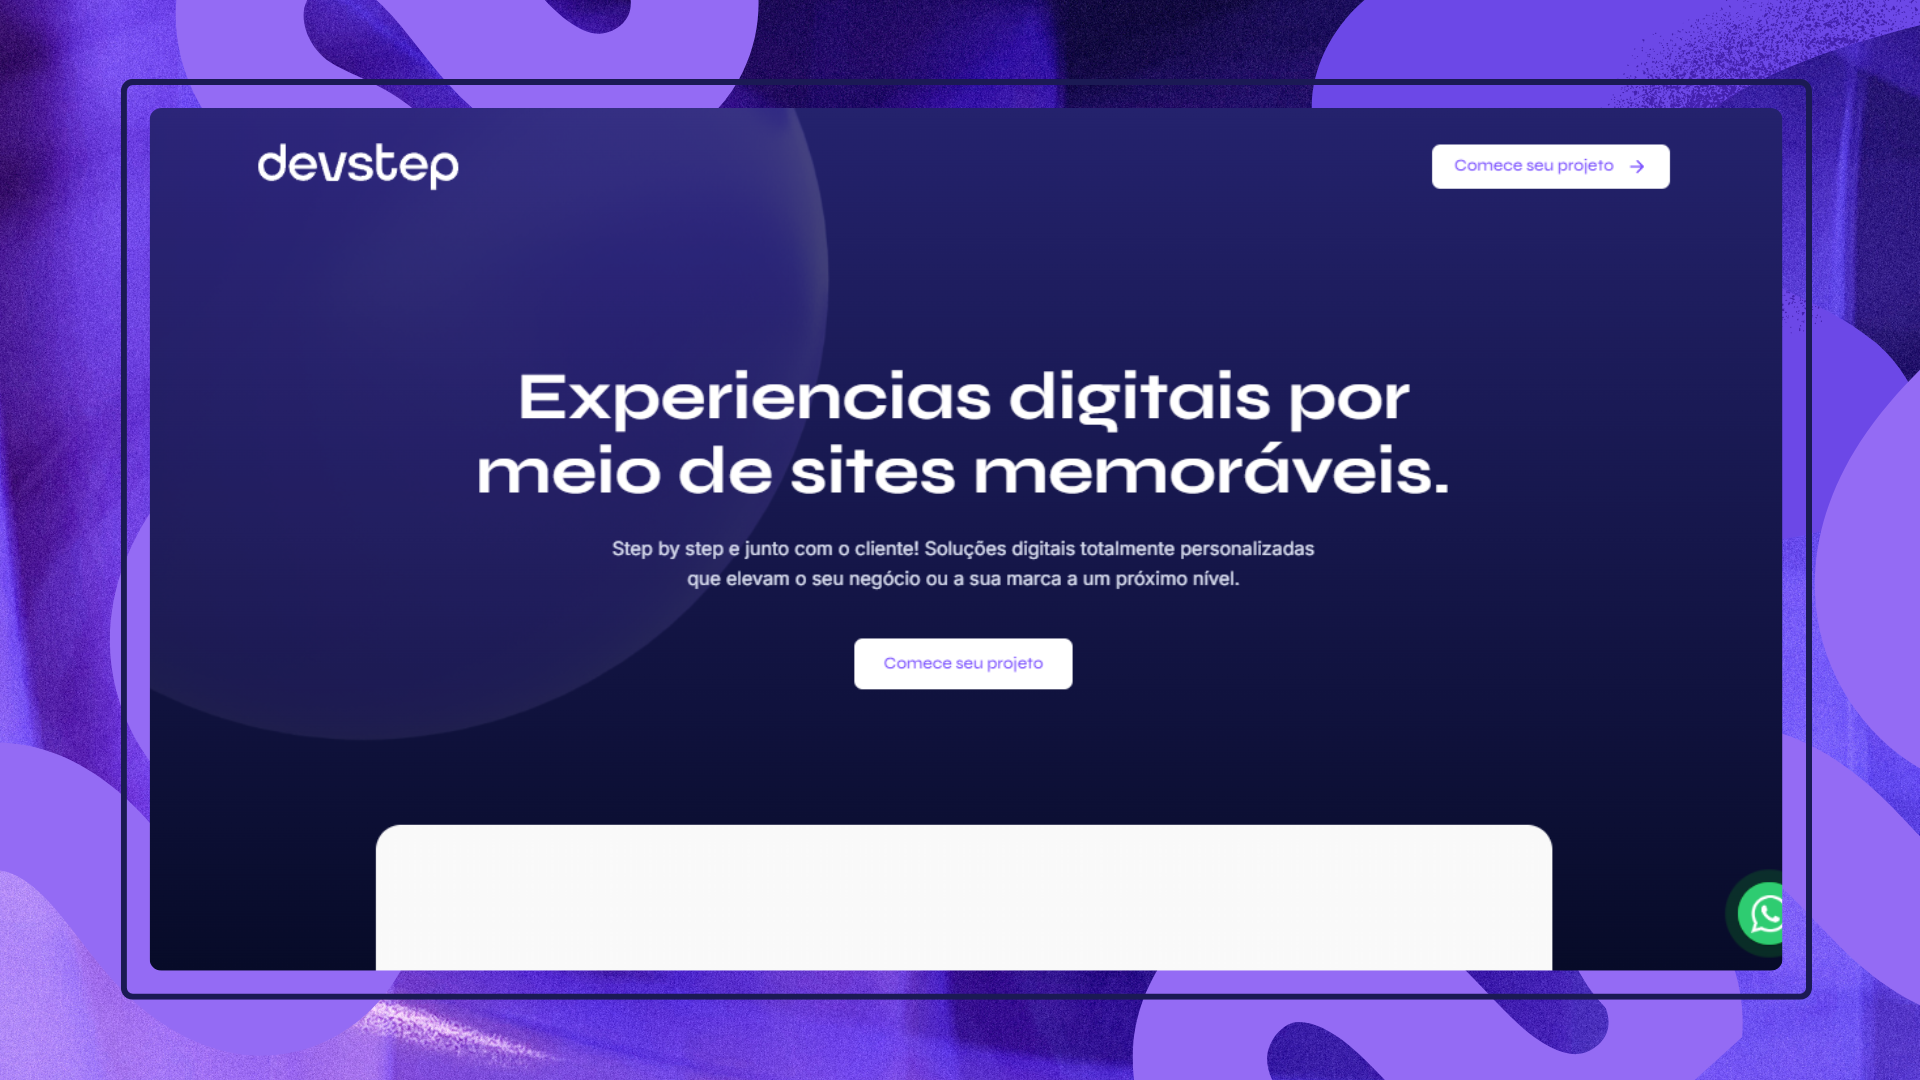 devstep
Comece seu projeto
Experiencias digitais por
meio de sites memoráveis.
Step by step e junto com o cliente! Soluções digitais totalmente personalizadas
que elevam o seu negócio ou a sua marca a um próximo nível.
Comece seu projeto